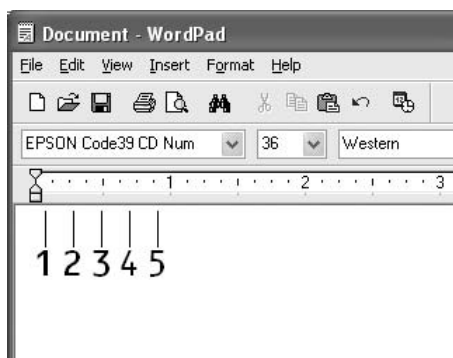 Document - WordPad
File Edit View Insert Format Help
EPSON Code39 CD Num 36 Western
1 2 3
1 2 3 4 5